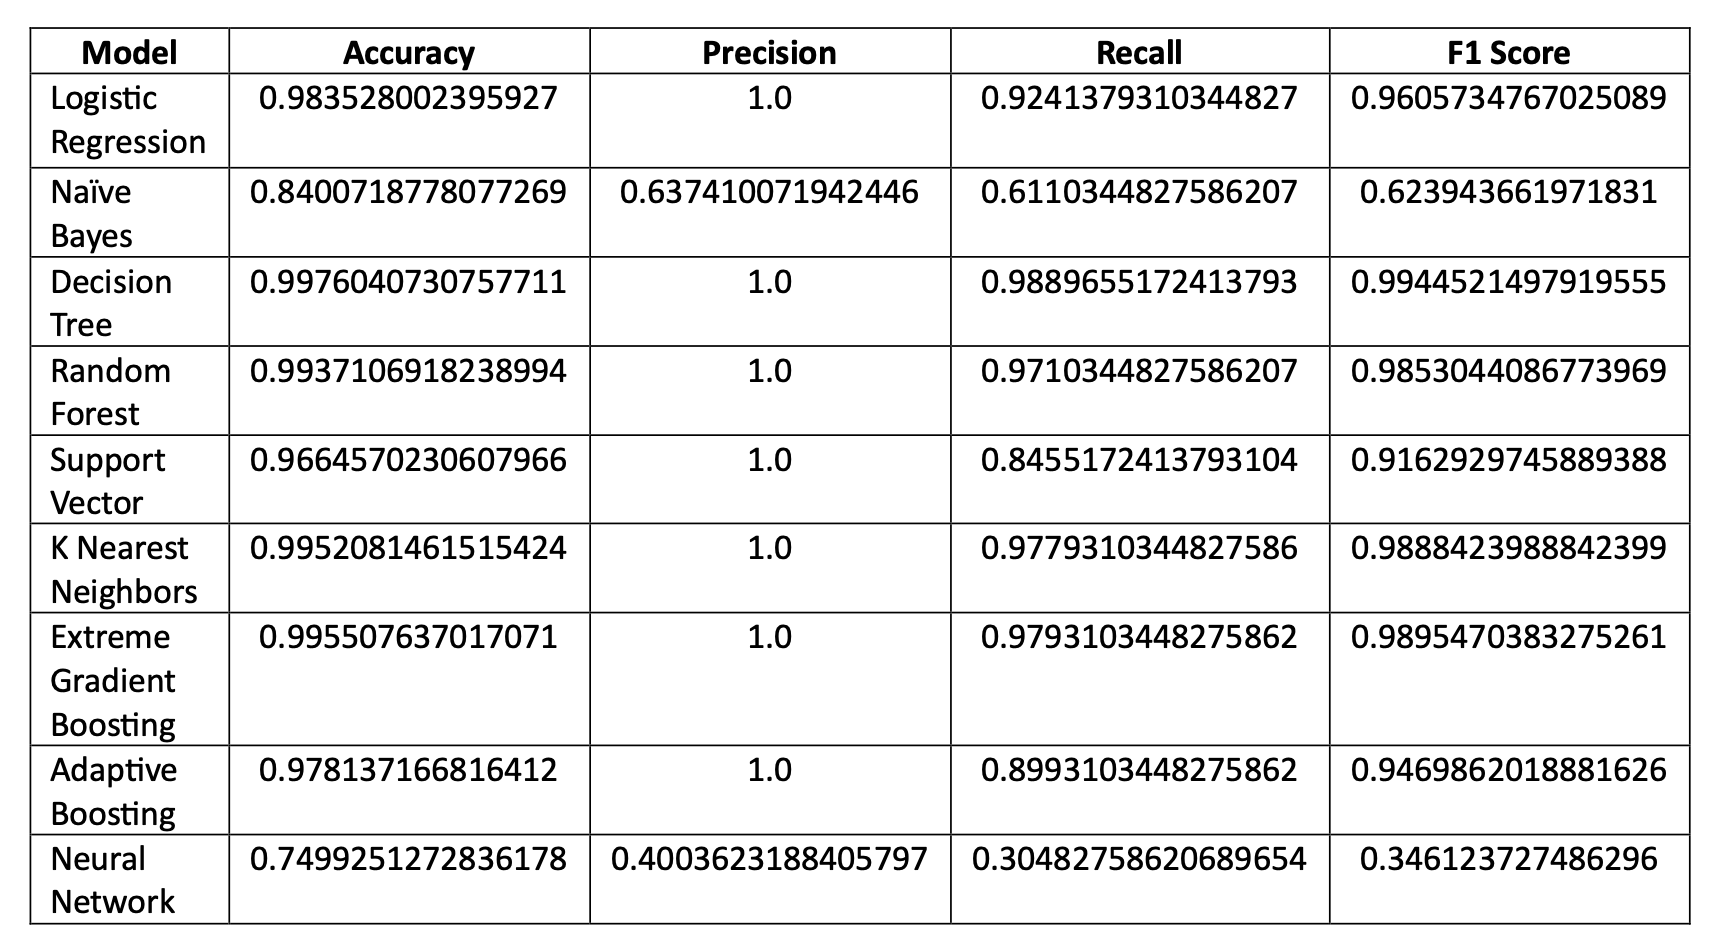 Model Accuracy Precision Recall F1 Score
Logistic 0.983528002395927 1.0 0.9241379310344827 0.9605734767025089
Regression
Naïve 0.8400718778077269 0.637410071942446 0.6110344827586207 0.623943661971831
Bayes
Decision 0.9976040730757711 1.0 0.9889655172413793 0.9944521497919555
Tree
Random 0.9937106918238994 1.0 0.9710344827586207 0.9853044086773969
Forest
Support 0.9664570230607966 1.0 0.8455172413793104 0.9162929745889388
Vector
K Nearest 0.9952081461515424 1.0 0.9779310344827586 0.9888423988842399
Neighbors
Extreme 0.995507637017071 1.0 0.9793103448275862 0.9895470383275261
Gradient
Boosting
Adaptive 0.978137166816412 1.0 0.8993103448275862 0.9469862018881626
Boosting
Neural 0.7499251272836178 0.4003623188405797 0.30482758620689654 0.346123727486296
Network